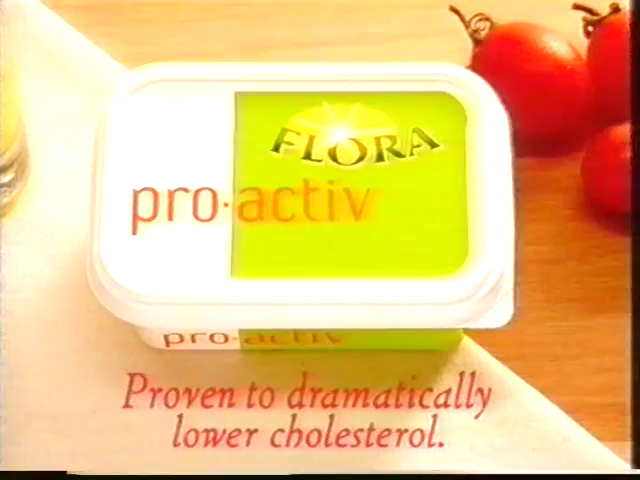 FLORA
pro·activ
pro·activ
Proven to dramatically
lower cholesterol.